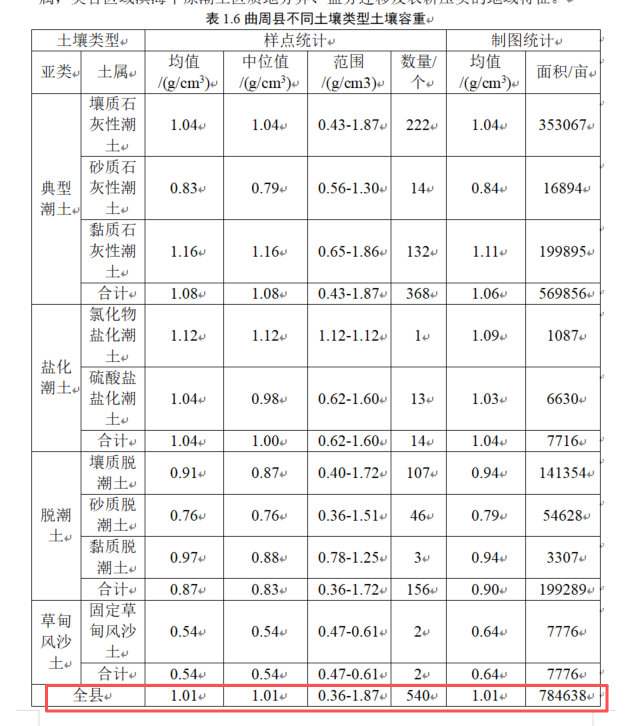 表 1.6 曲周县不同土壤类型土壤容重
土壤类型 样点统计 制图统计
亚类 土属 均值/(g/cm³) 中位值/(g/cm³) 范围/(g/cm3) 数量/个 均值/(g/cm³) 面积/亩
典型潮土 壤质石灰性潮土 1.04 1.04 0.43-1.87 222 1.04 353067
砂质石灰性潮土 0.83 0.79 0.56-1.30 14 0.84 16894
黏质石灰性潮土 1.16 1.16 0.65-1.86 132 1.11 199895
合计 1.08 1.08 0.43-1.87 368 1.06 569856
盐化潮土 氯化物盐化潮土 1.12 1.12 1.12-1.12 1 1.09 1087
硫酸盐盐化潮土 1.04 0.98 0.62-1.60 13 1.03 6630
合计 1.04 1.00 0.62-1.60 14 1.04 7716
脱潮土 壤质脱潮土 0.91 0.87 0.40-1.72 107 0.94 141354
砂质脱潮土 0.76 0.76 0.36-1.51 46 0.79 54628
黏质脱潮土 0.97 0.88 0.78-1.25 3 0.94 3307
合计 0.87 0.83 0.36-1.72 156 0.90 199289
草甸风沙土 固定草甸风沙土 0.54 0.54 0.47-0.61 2 0.64 7776
合计 0.54 0.54 0.47-0.61 2 0.64 7776
全县 1.01 1.01 0.36-1.87 540 1.01 784638